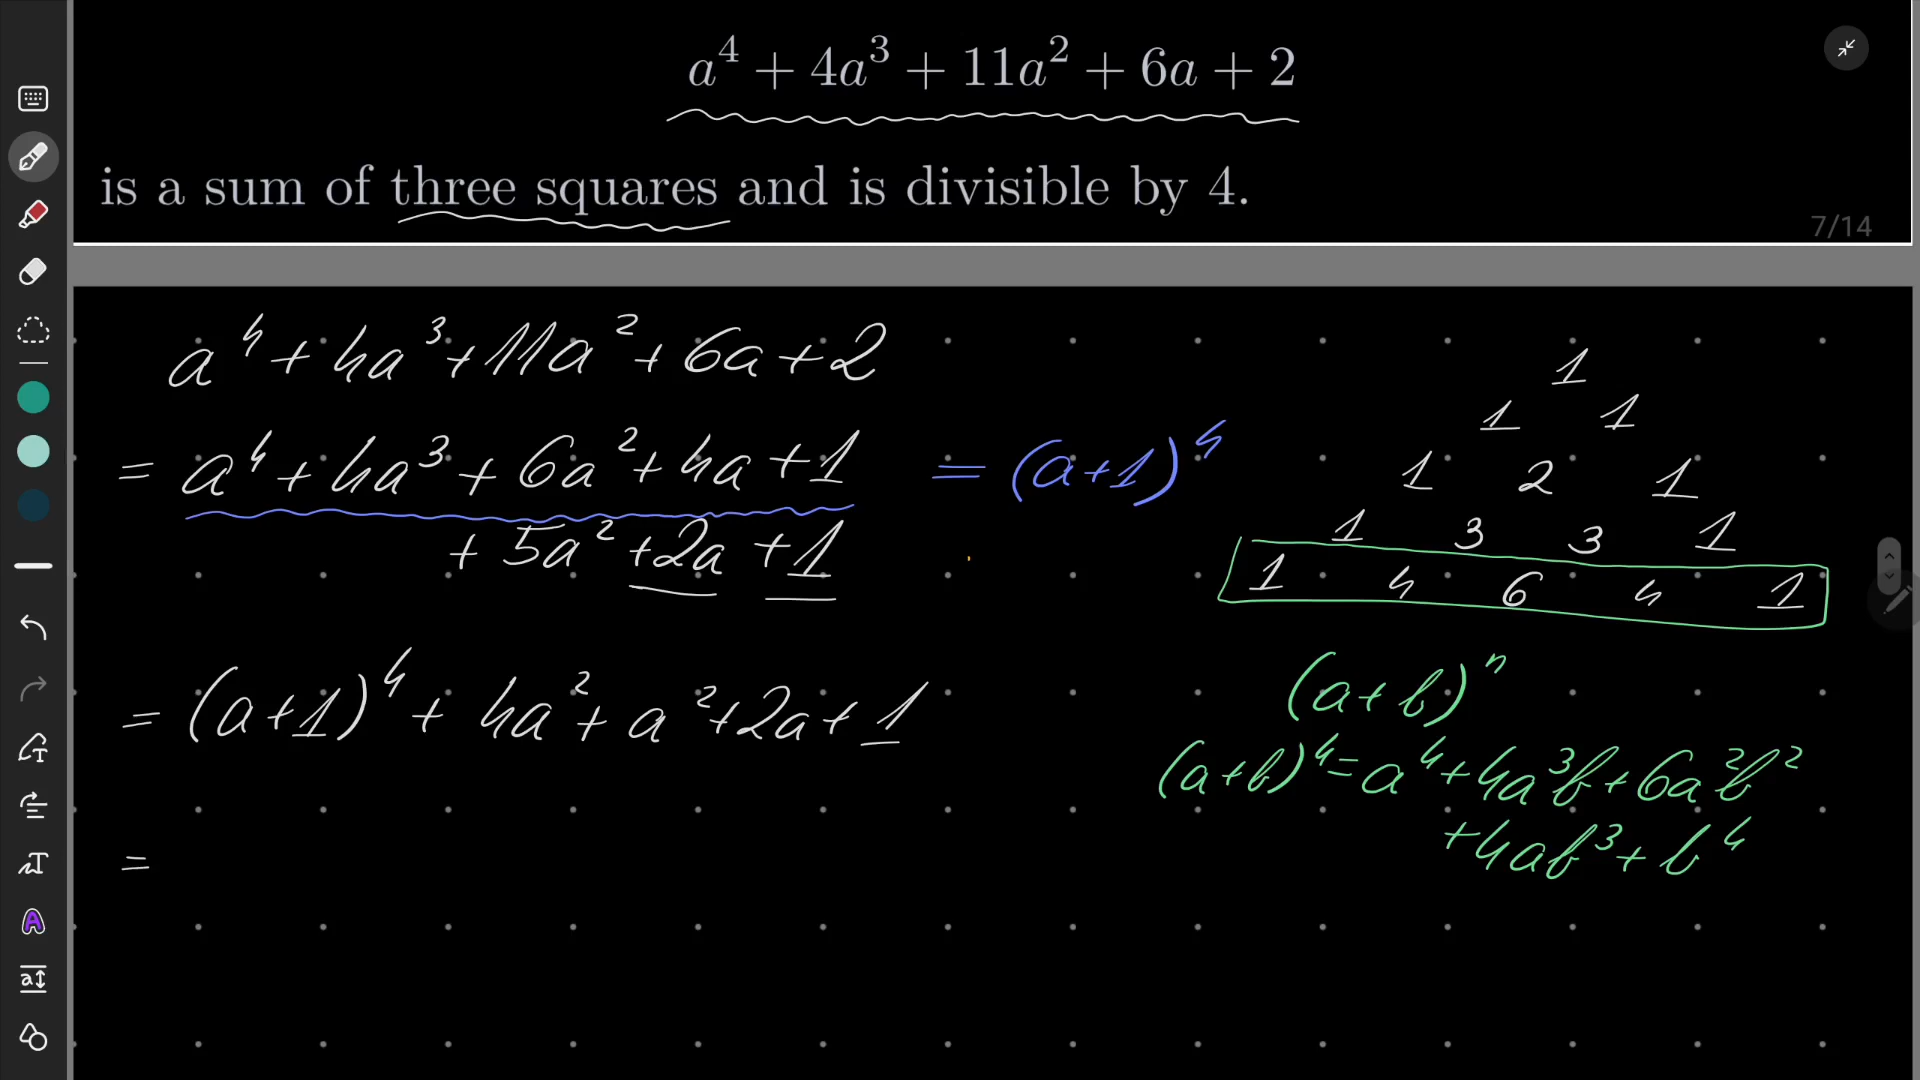 a⁴ + 4a³ + 11a² + 6a + 2
is a sum of three squares and is divisible by 4.
7/14
a⁴ + 4a³ + 11a² + 6a + 2
= a⁴ + 4a³ + 6a² + 4a + 1 = (a+1)⁴
+ 5a² + 2a + 1
= (a+1)⁴ + 4a² + a² + 2a + 1
=
1
1 1
1 2 1
1 3 3 1
1 4 6 4 1
(a+b)ⁿ
(a+b)⁴ = a⁴ + 4a³b + 6a²b²
+ 4ab³ + b⁴